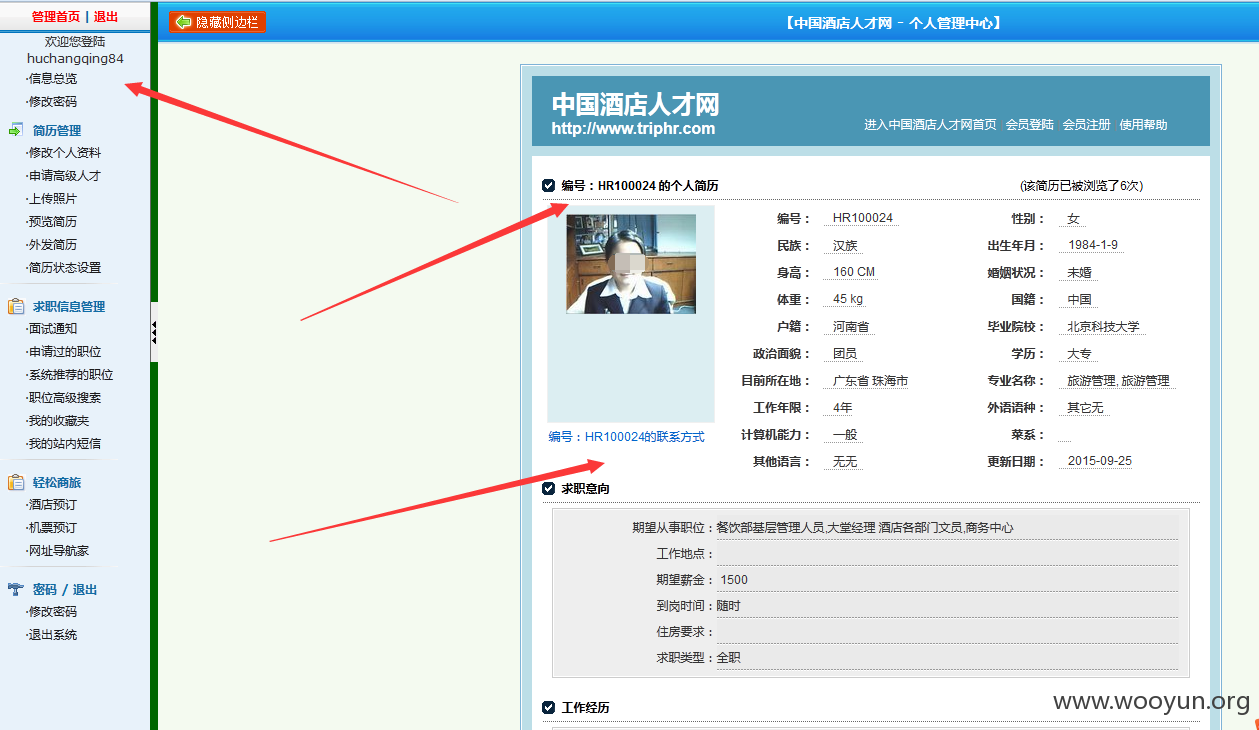 管理首页 | 退出
欢迎您登陆
huchangqing84
·信息总览
·修改密码
简历管理
·修改个人资料
·申请高级人才
·上传照片
·预览简历
·外发简历
·简历状态设置
求职信息管理
·面试通知
·申请过的职位
·系统推荐的职位
·职位高级搜索
·我的收藏夹
·我的站内短信
轻松商旅
·酒店预订
·机票预订
·网址导航家
密码 / 退出
·修改密码
·退出系统
隐藏侧边栏
【中国酒店人才网 - 个人管理中心】
中国酒店人才网
http://www.triphr.com
进入中国酒店人才网首页 会员登陆 会员注册 使用帮助
编号：HR100024 的个人简历 (该简历已被浏览了6次)
编号： HR100024 性别： 女
民族： 汉族 出生年月： 1984-1-9
身高： 160 CM 婚姻状况： 未婚
体重： 45 kg 国籍： 中国
户籍： 河南省 毕业院校： 北京科技大学
政治面貌： 团员 学历： 大专
目前所在地： 广东省 珠海市 专业名称： 旅游管理, 旅游管理
工作年限： 4年 外语语种： 其它无
计算机能力： 一般 菜系：
其他语言： 无无 更新日期： 2015-09-25
编号：HR100024的联系方式
求职意向
期望从事职位：餐饮部基层管理人员,大堂经理 酒店各部门文员,商务中心
工作地点：
期望薪金： 1500
到岗时间：随时
住房要求：
求职类型：全职
工作经历
www.wooyun.org